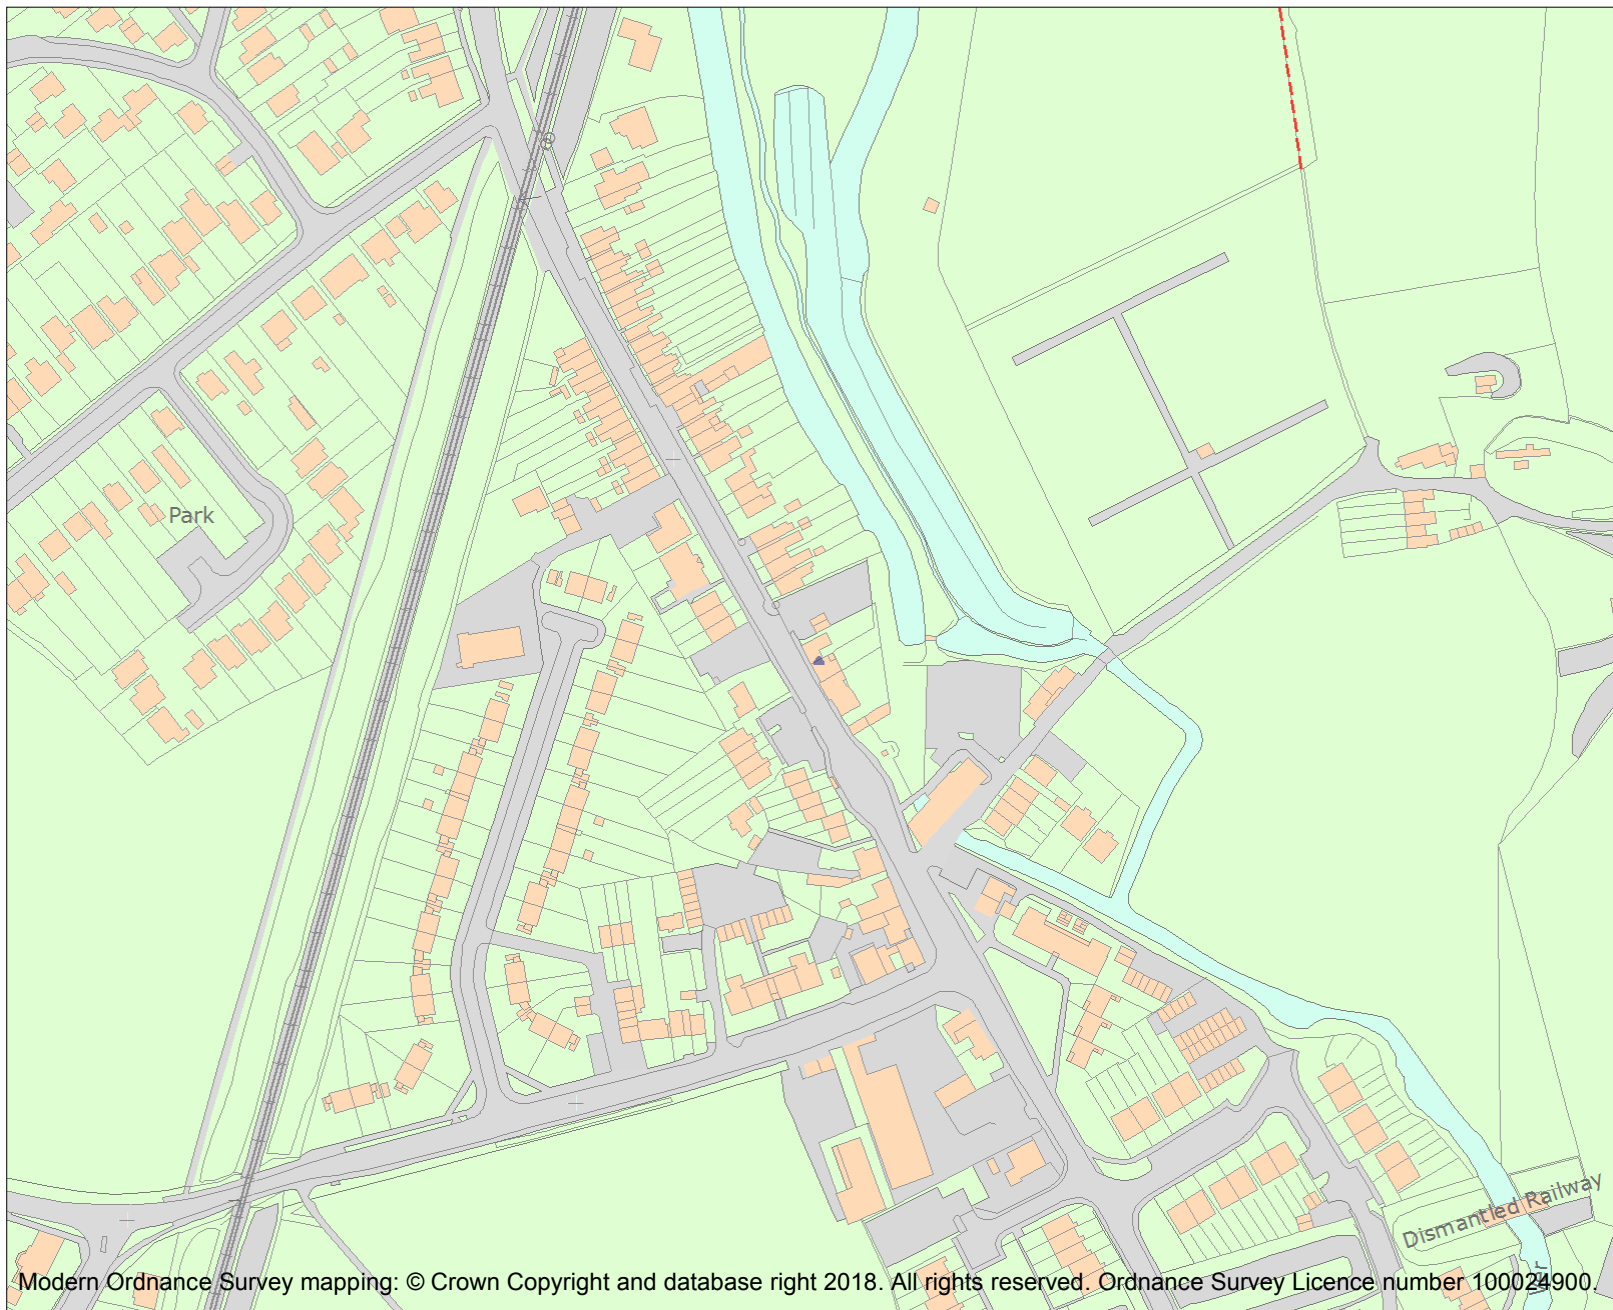 Park
Dismantled Railway
Modern Ordnance Survey mapping: © Crown Copyright and database right 2018. All rights reserved. Ordnance Survey Licence number 100024900.